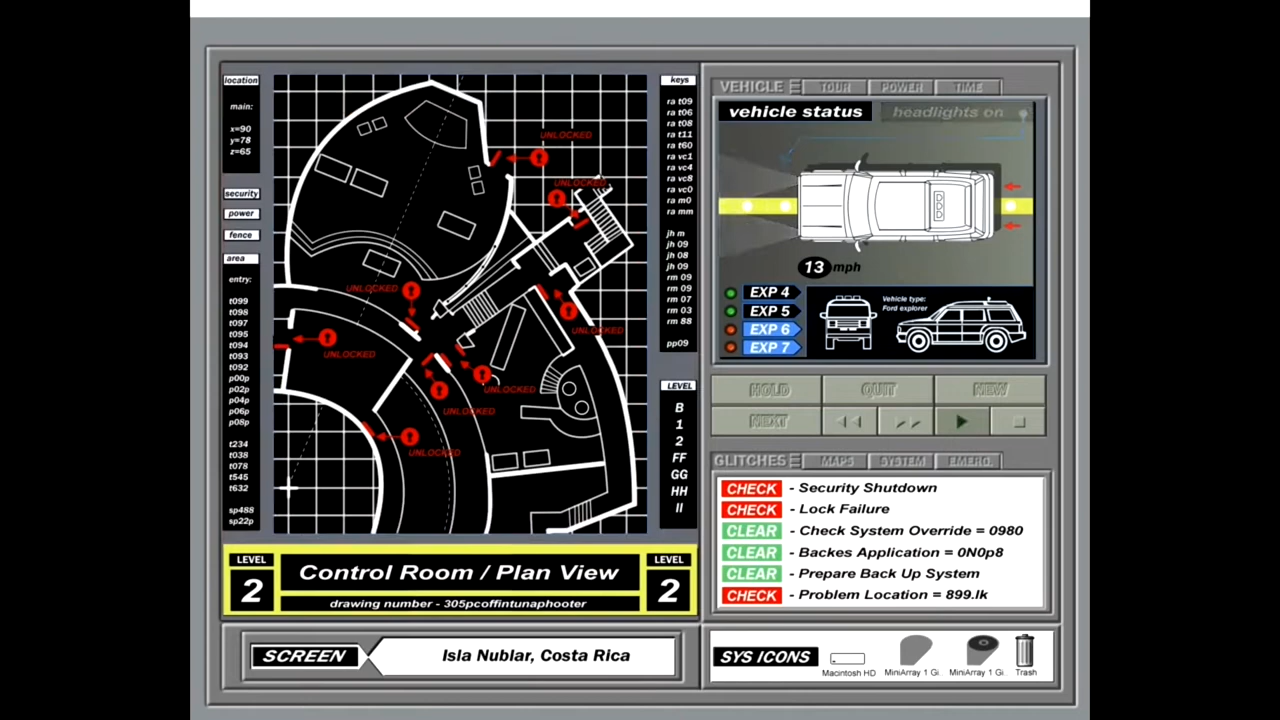 location
main:
x=90
y=78
z=65
security
power
fence
area
entry:
t099
t098
t097
t095
t094
t093
t092
p00p
p02p
p04p
p06p
p08p
t234
t038
t078
t545
t632
sp488
sp22p
UNLOCKED
UNLOCKED
UNLOCKED
UNLOCKED
UNLOCKED
UNLOCKED
UNLOCKED
UNLOCKED
keys
ra t09
ra t06
ra t08
ra t11
ra t60
ra vc1
ra vc4
ra vc8
ra vc0
ra m0
ra mm
jh m
jh 09
jh 08
jh 09
rm 09
rm 09
rm 07
rm 03
rm 88
pp09
LEVEL
B
1
2
FF
GG
HH
II
LEVEL
2
Control Room / Plan View
drawing number - 305pcoffintunaphooter
LEVEL
2
SCREEN
Isla Nublar, Costa Rica
VEHICLE TOUR POWER TIME
vehicle status headlights on
13 mph
EXP 4
EXP 5
EXP 6
EXP 7
Vehicle type:
Ford explorer
HOLD QUIT NEW
NEXT
GLITCHES MAPS SYSTEM EMERG.
CHECK - Security Shutdown
CHECK - Lock Failure
CLEAR - Check System Override = 0980
CLEAR - Backes Application = 0N0p8
CLEAR - Prepare Back Up System
CHECK - Problem Location = 899.lk
SYS ICONS
Macintosh HD MiniArray 1 Gi.. MiniArray 1 Gi.. Trash